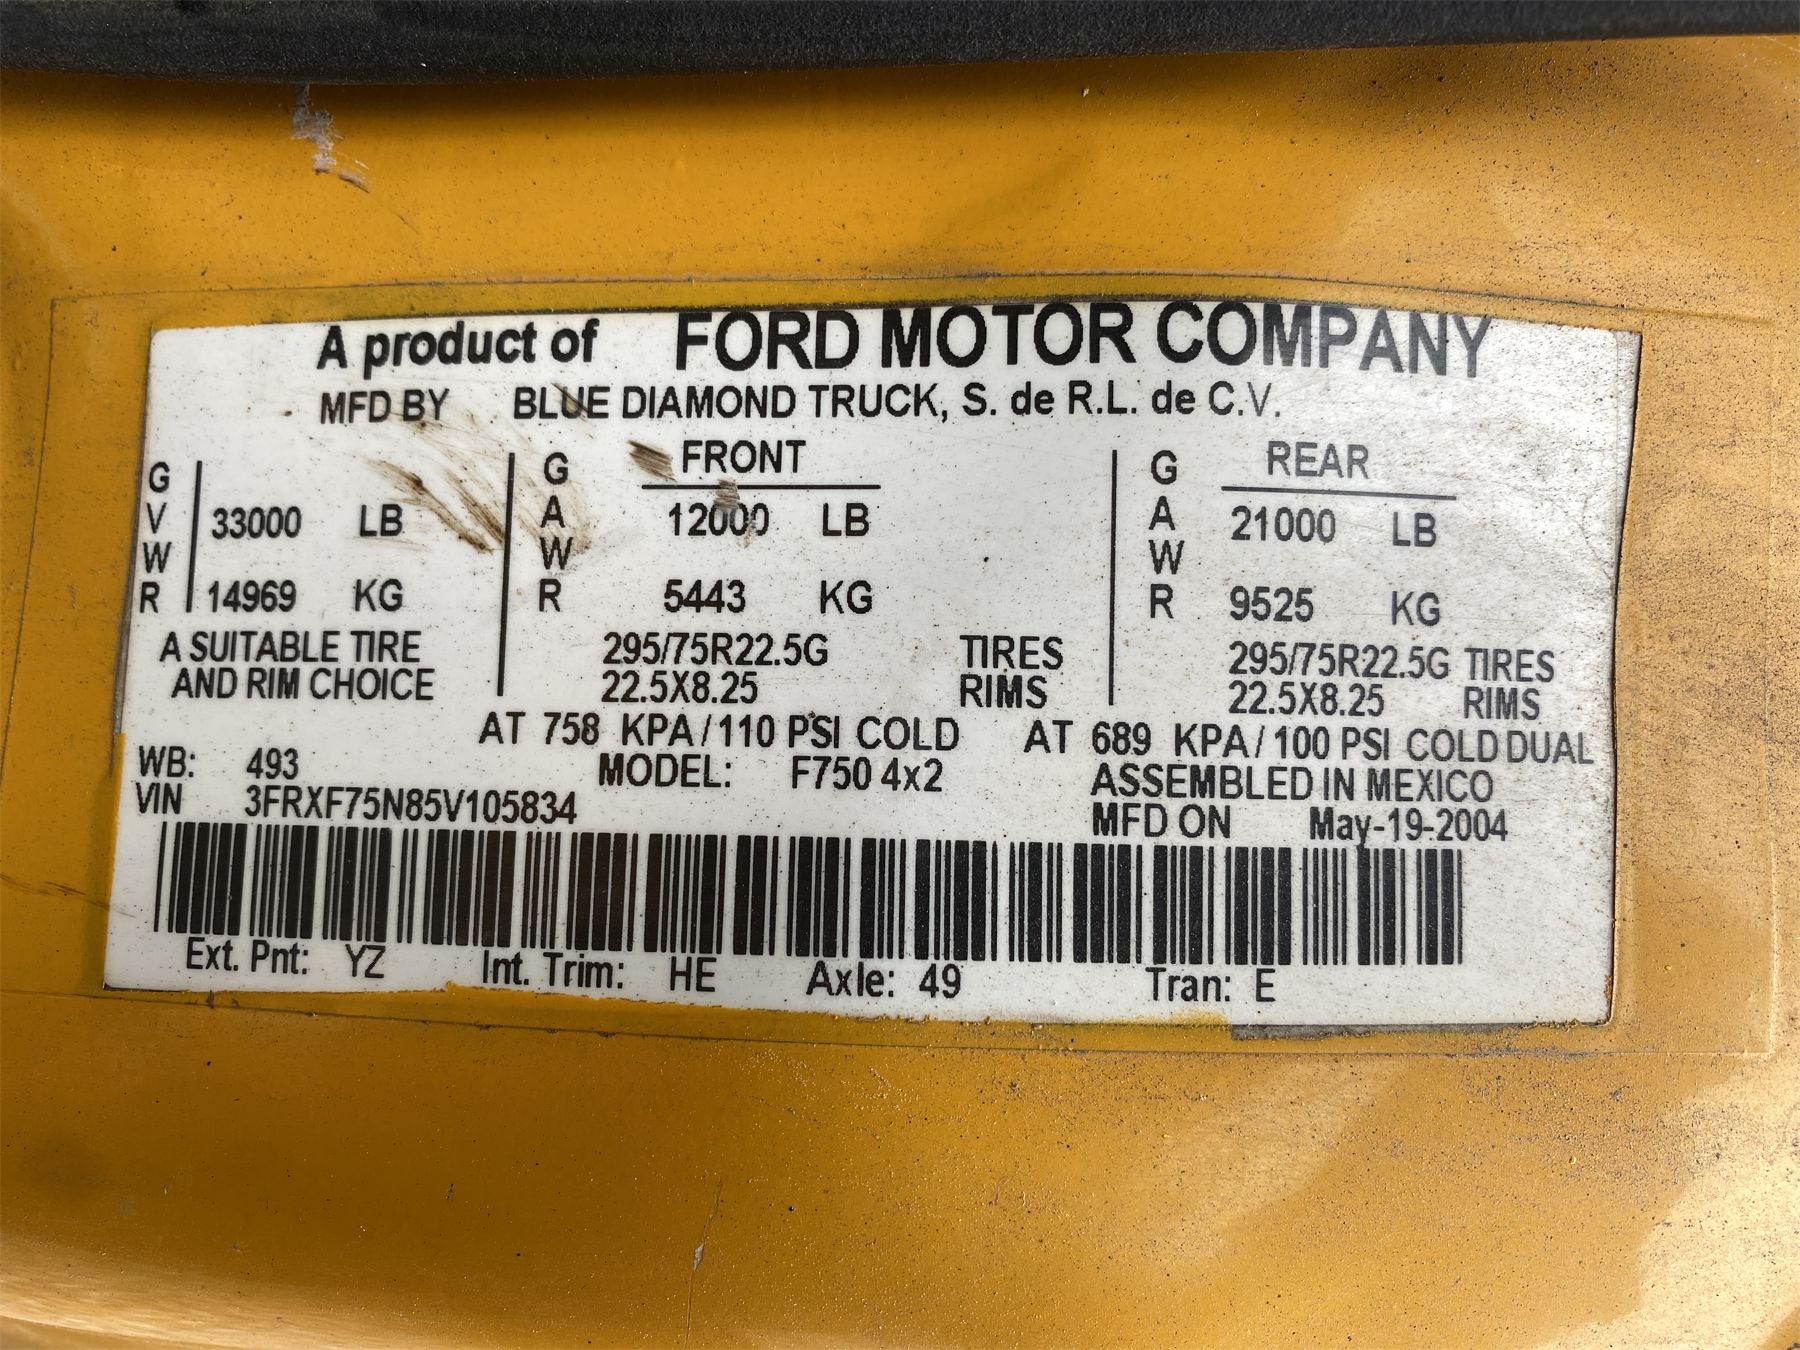 A product of FORD MOTOR COMPANY
MFD BY BLUE DIAMOND TRUCK, S. de R.L. de C.V.
GVWR 33000 LB
14969 KG
GAWR FRONT 12000 LB
5443 KG
GAWR REAR 21000 LB
9525 KG
A SUITABLE TIRE 295/75R22.5G TIRES 295/75R22.5G TIRES
AND RIM CHOICE 22.5X8.25 RIMS 22.5X8.25 RIMS
AT 758 KPA/110 PSI COLD AT 689 KPA/100 PSI COLD DUAL
WB: 493 MODEL: F750 4x2 ASSEMBLED IN MEXICO
VIN 3FRXF75N85V105834 MFD ON May-19-2004
Ext. Pnt: YZ Int. Trim: HE Axle: 49 Tran: E